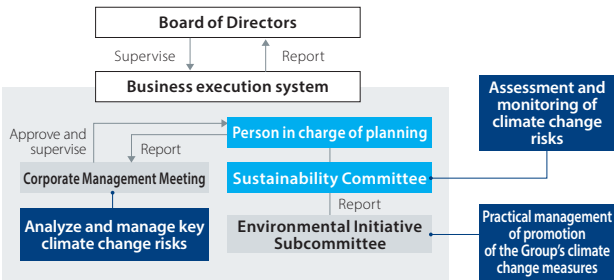 Board of Directors
Supervise
Report
Business execution system
Assessment and
monitoring of
climate change
risks
Approve and
supervise
Report
Person in charge of planning
Corporate Management Meeting
Sustainability Committee
Report
Analyze and manage key
climate change risks
Environmental Initiative
Subcommittee
Practical management
of promotion
of the Group's climate
change measures